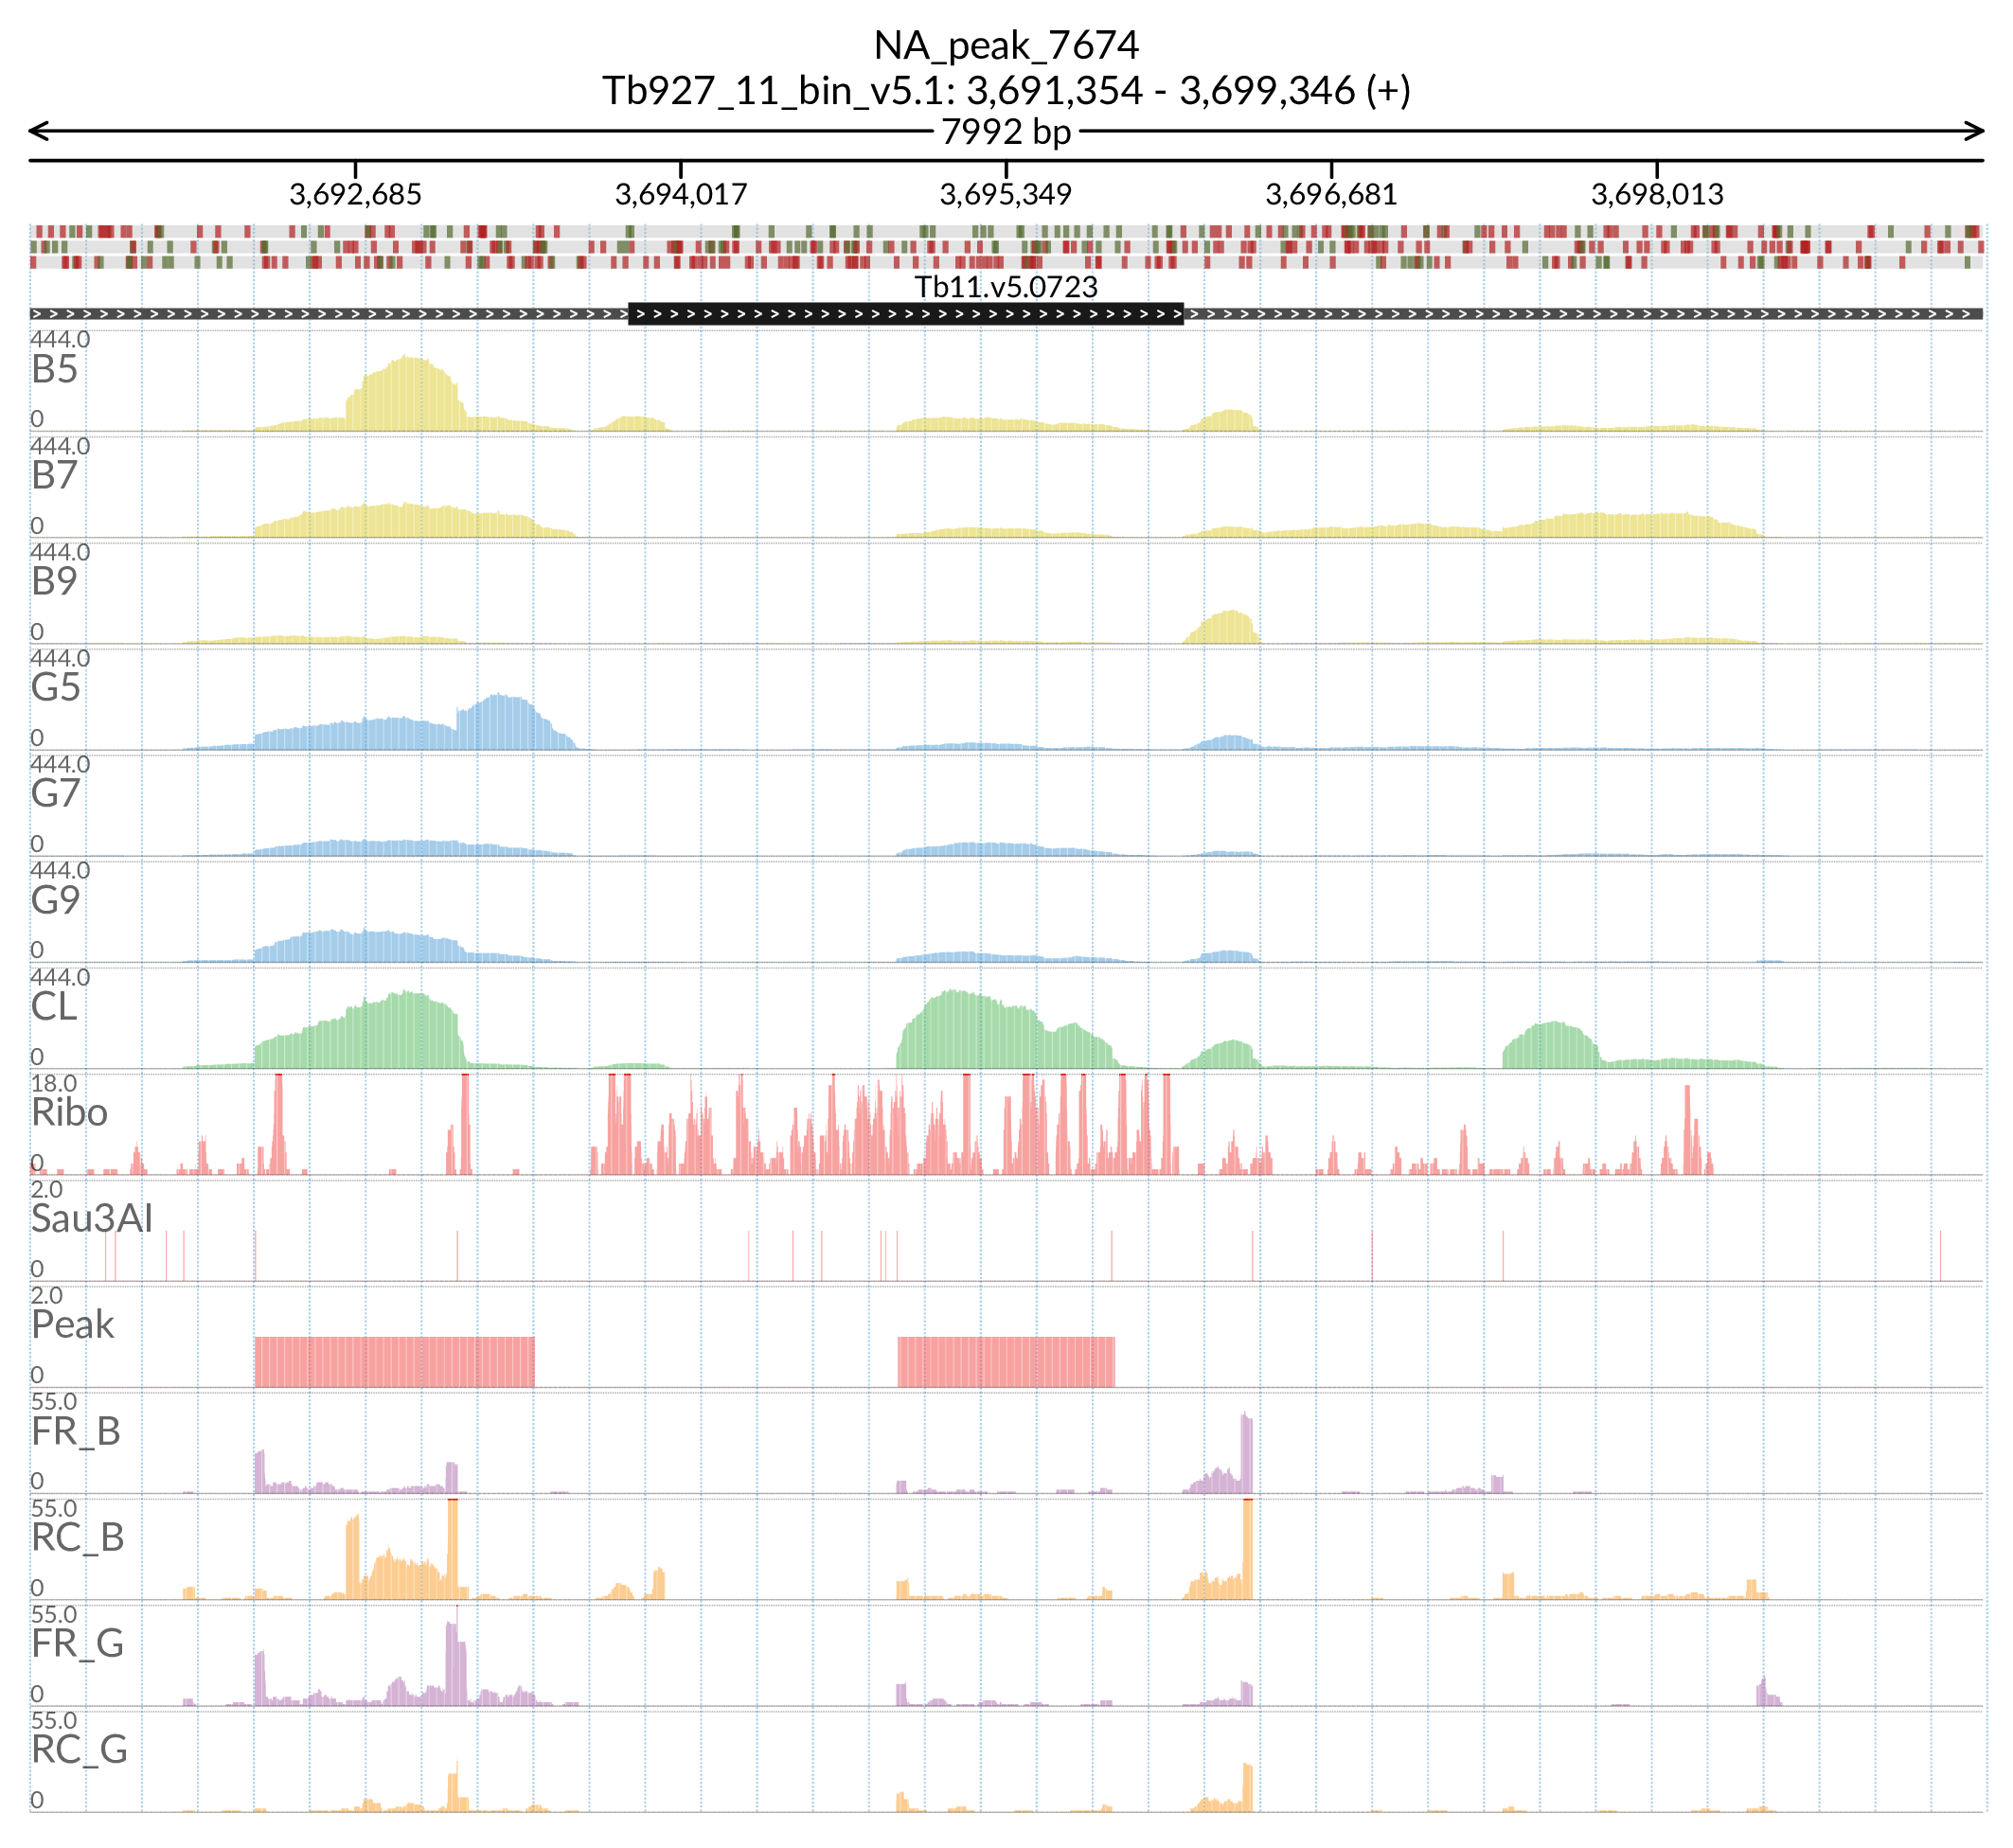 NA_peak_7674
Tb927_11_bin_v5.1: 3,691,354 - 3,699,346 (+)
7992 bp
3,692,685 3,694,017 3,695,349 3,696,681 3,698,013
Tb11.v5.0723
444.0
B5
0
444.0
B7
0
444.0
B9
0
444.0
G5
0
444.0
G7
0
444.0
G9
0
444.0
CL
0
18.0
Ribo
0
2.0
Sau3AI
0
2.0
Peak
0
55.0
FR_B
0
55.0
RC_B
0
55.0
FR_G
0
55.0
RC_G
0